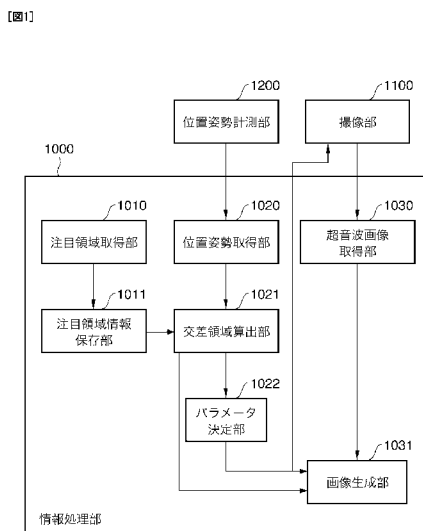 [図1]
1200
位置姿勢計測部
1100
撮像部
1000
1010
注目領域取得部
1020
位置姿勢取得部
1030
超音波画像
取得部
1011
注目領域情報
保存部
1021
交差領域算出部
1022
パラメータ
決定部
1031
画像生成部
情報処理部